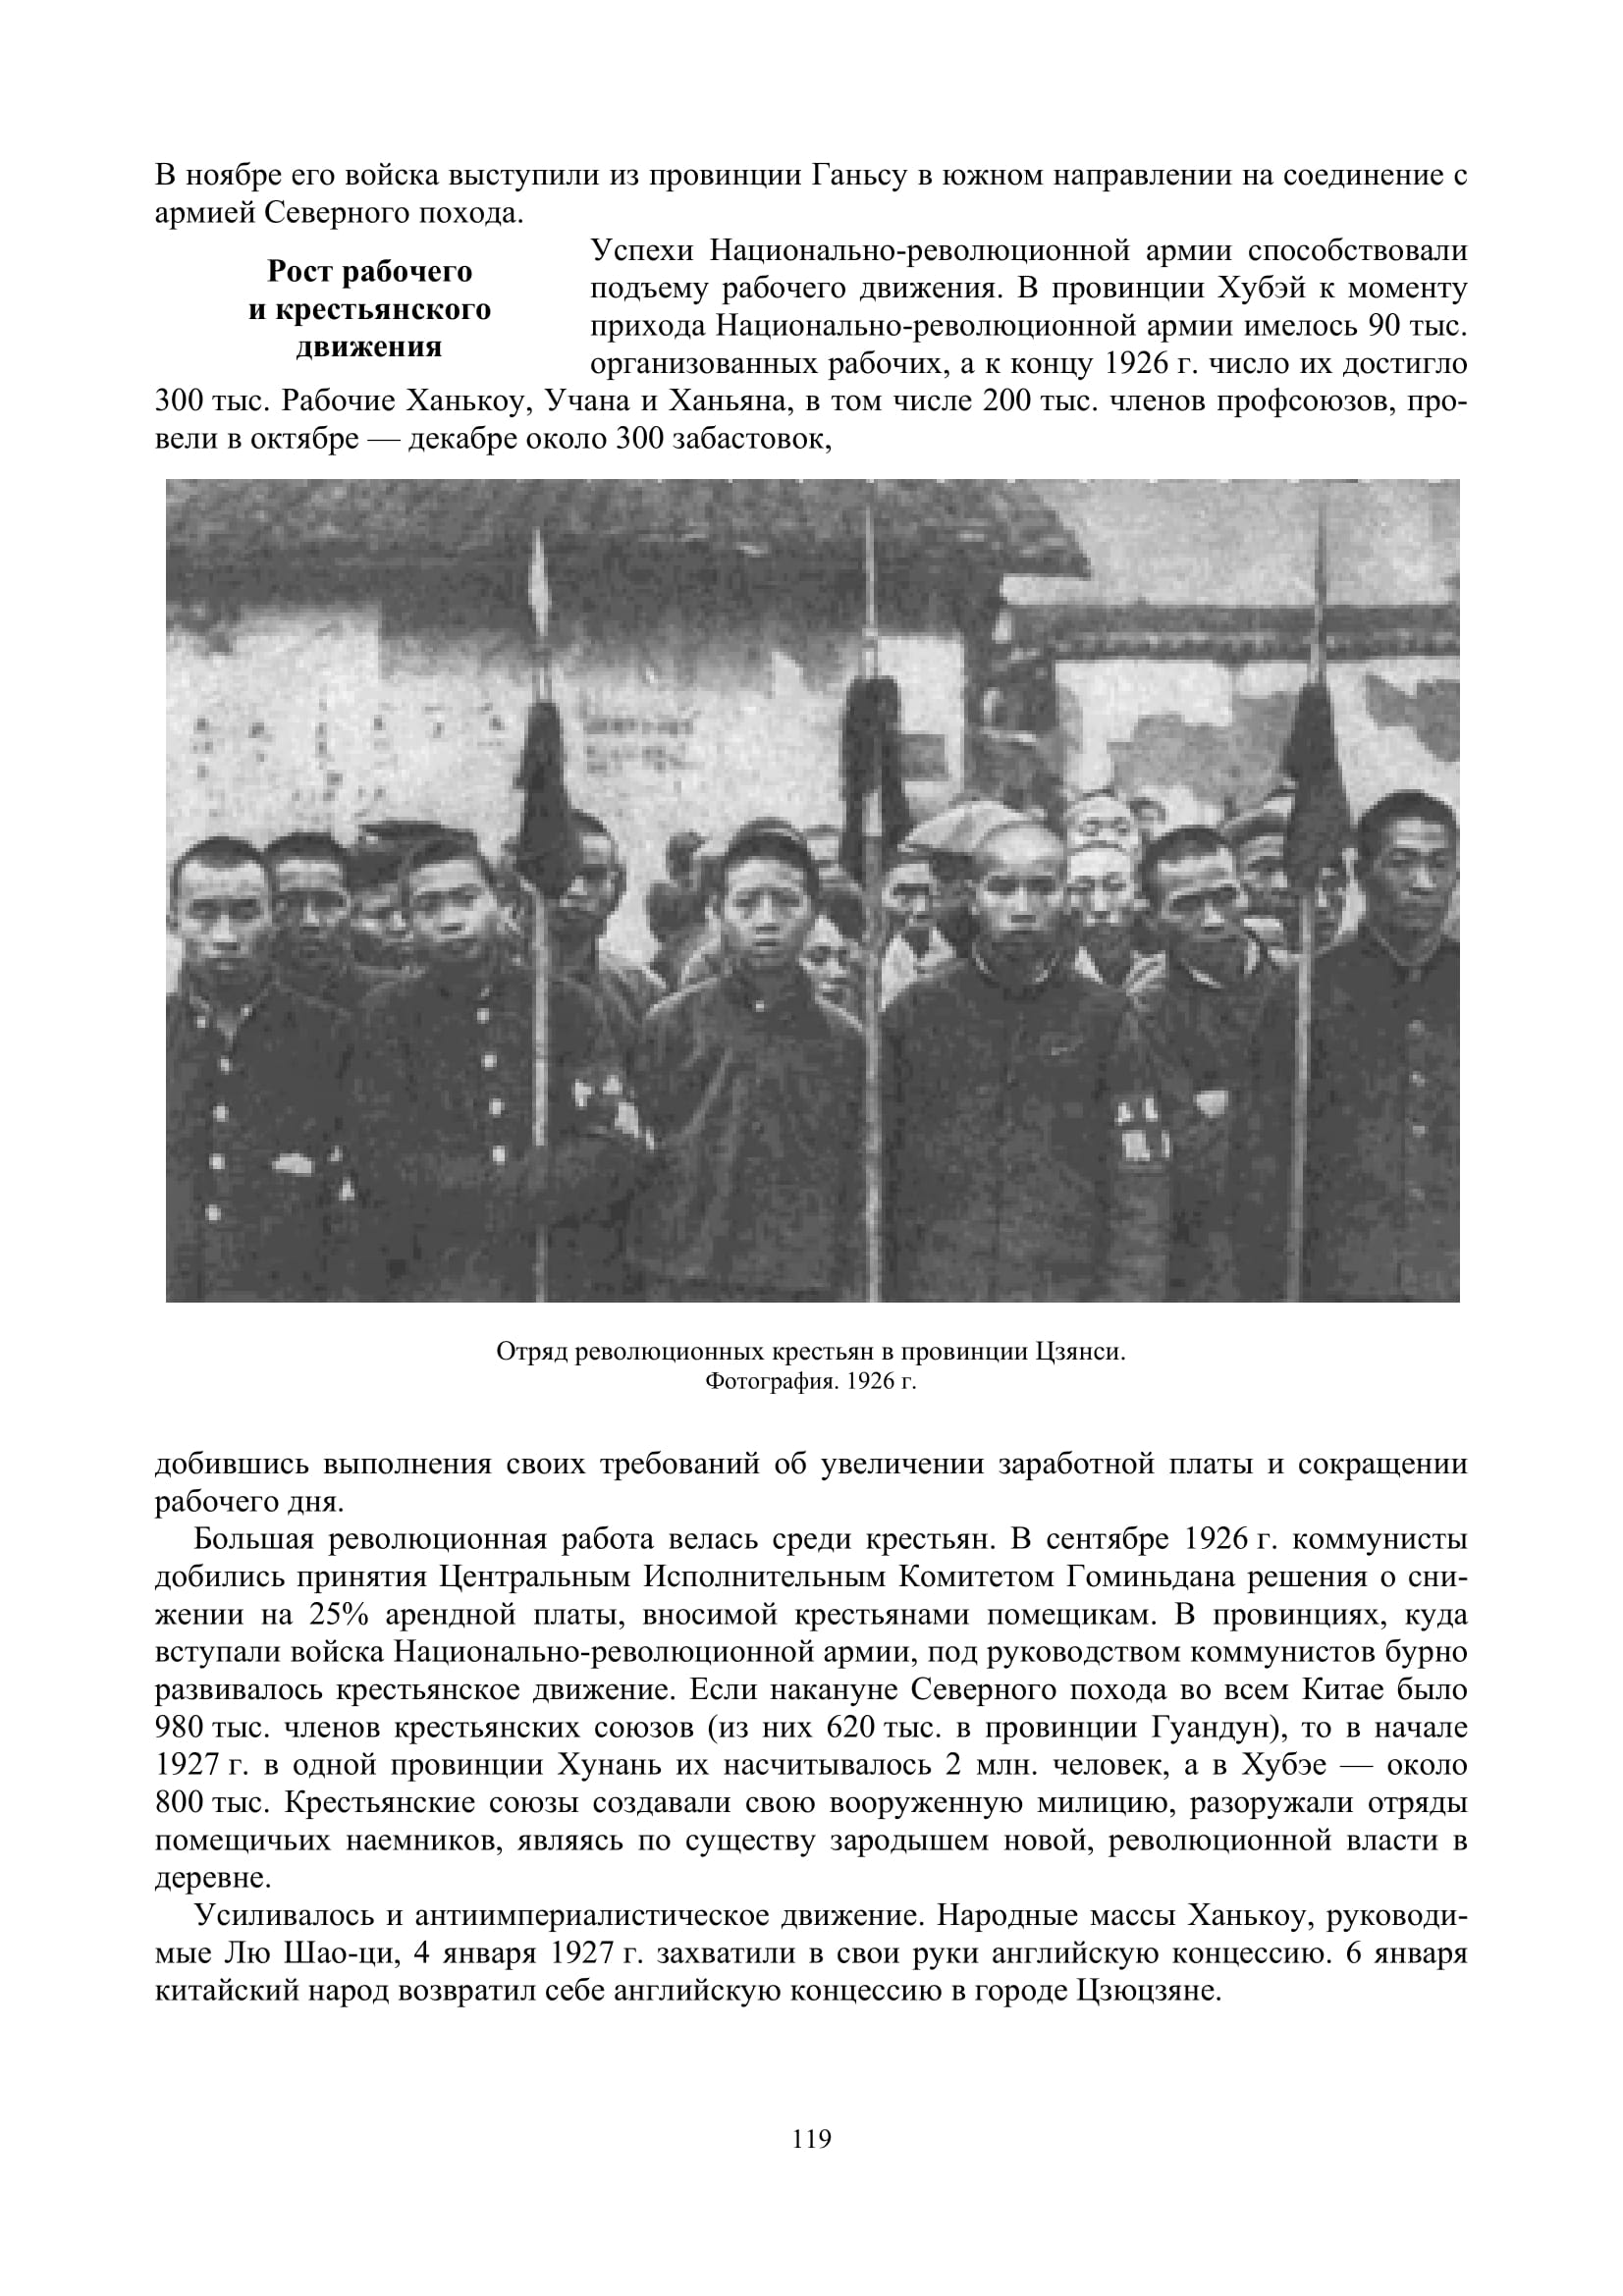 В ноябре его войска выступили из провинции Ганьсу в южном направлении на соединение с
армией Северного похода.
Рост рабочего
и крестьянского
движения
Успехи Национально-революционной армии способствовали
подъему рабочего движения. В провинции Хубэй к моменту
прихода Национально-революционной армии имелось 90 тыс.
организованных рабочих, а к концу 1926 г. число их достигло
300 тыс. Рабочие Ханькоу, Учана и Ханьяна, в том числе 200 тыс. членов профсоюзов, про-
вели в октябре — декабре около 300 забастовок,
Отряд революционных крестьян в провинции Цзянси.
Фотография. 1926 г.
добившись выполнения своих требований об увеличении заработной платы и сокращении
рабочего дня.
Большая революционная работа велась среди крестьян. В сентябре 1926 г. коммунисты
добились принятия Центральным Исполнительным Комитетом Гоминьдана решения о сни-
жении на 25% арендной платы, вносимой крестьянами помещикам. В провинциях, куда
вступали войска Национально-революционной армии, под руководством коммунистов бурно
развивалось крестьянское движение. Если накануне Северного похода во всем Китае было
980 тыс. членов крестьянских союзов (из них 620 тыс. в провинции Гуандун), то в начале
1927 г. в одной провинции Хунань их насчитывалось 2 млн. человек, а в Хубэе — около
800 тыс. Крестьянские союзы создавали свою вооруженную милицию, разоружали отряды
помещичьих наемников, являясь по существу зародышем новой, революционной власти в
деревне.
Усиливалось и антиимпериалистическое движение. Народные массы Ханькоу, руководи-
мые Лю Шао-ци, 4 января 1927 г. захватили в свои руки английскую концессию. 6 января
китайский народ возвратил себе английскую концессию в городе Цзюцзяне.
119